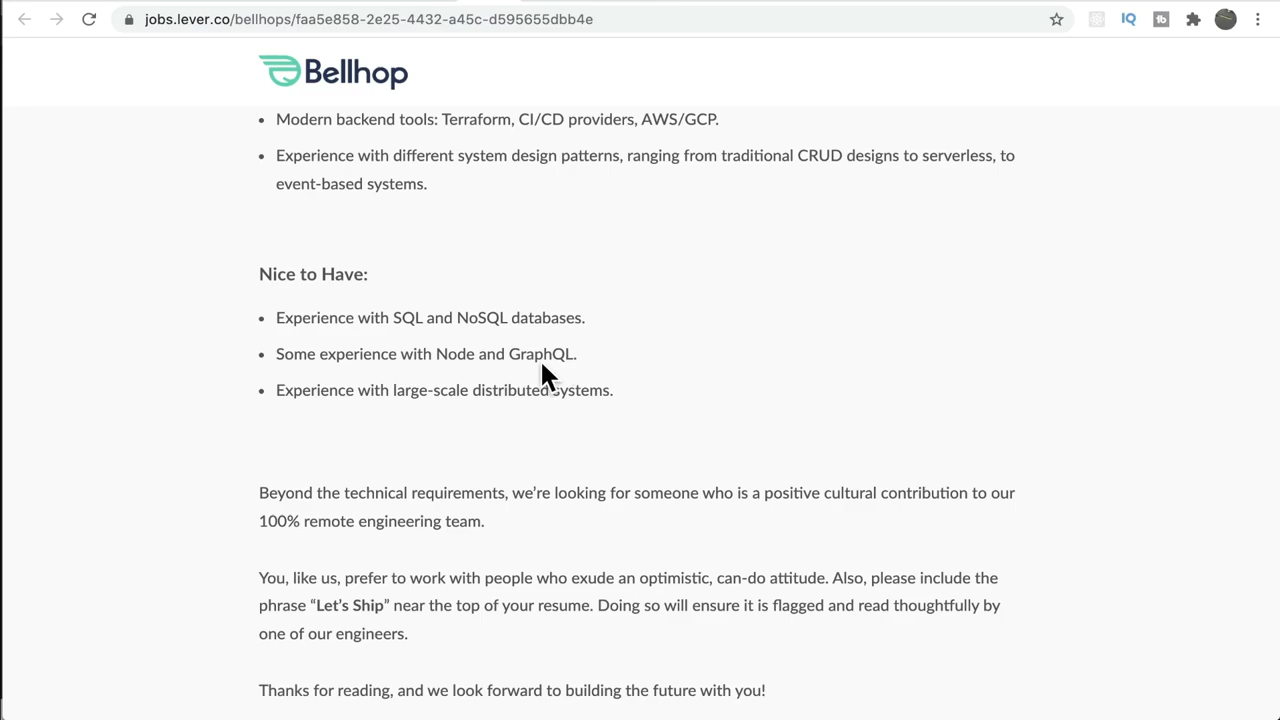 jobs.lever.co/bellhops/faa5e858-2e25-4432-a45c-d595655dbb4e
IQ
tb
Bellhop
• Modern backend tools: Terraform, CI/CD providers, AWS/GCP.
• Experience with different system design patterns, ranging from traditional CRUD designs to serverless, to
event-based systems.
Nice to Have:
• Experience with SQL and NoSQL databases.
• Some experience with Node and GraphQL.
• Experience with large-scale distributed systems.
Beyond the technical requirements, we’re looking for someone who is a positive cultural contribution to our
100% remote engineering team.
You, like us, prefer to work with people who exude an optimistic, can-do attitude. Also, please include the
phrase “Let’s Ship” near the top of your resume. Doing so will ensure it is flagged and read thoughtfully by
one of our engineers.
Thanks for reading, and we look forward to building the future with you!